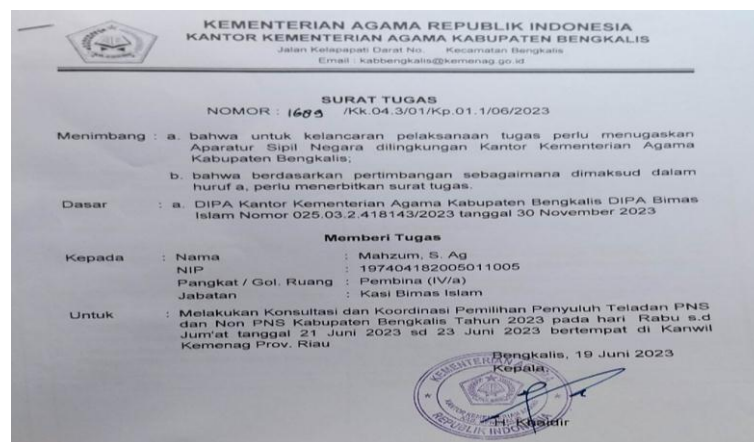 KEMENTERIAN AGAMA REPUBLIK INDONESIA
KANTOR KEMENTERIAN AGAMA KABUPATEN BENGKALIS
Jalan Kelapapati Darat No. Kecamatan Bengkalis
Email : kabbengkalis@kemenag.go.id
SURAT TUGAS
NOMOR : 1689 /Kk.04.3/01/Kp.01.1/06/2023
Menimbang : a. bahwa untuk kelancaran pelaksanaan tugas perlu menugaskan
Aparatur Sipil Negara dilingkungan Kantor Kementerian Agama
Kabupaten Bengkalis;
b. bahwa berdasarkan pertimbangan sebagaimana dimaksud dalam
huruf a, perlu menerbitkan surat tugas.
Dasar : a. DIPA Kantor Kementerian Agama Kabupaten Bengkalis DIPA Bimas
Islam Nomor 025.03.2.418143/2023 tanggal 30 November 2023
Memberi Tugas
Kepada : Nama : Mahzum, S. Ag
NIP : 197404182005011005
Pangkat / Gol. Ruang : Pembina (IV/a)
Jabatan : Kasi Bimas Islam
Untuk : Melakukan Konsultasi dan Koordinasi Pemilihan Penyuluh Teladan PNS
dan Non PNS Kabupaten Bengkalis Tahun 2023 pada hari Rabu s.d
Jum'at tanggal 21 Juni 2023 sd 23 Juni 2023 bertempat di Kanwil
Kemenag Prov. Riau
Bengkalis, 19 Juni 2023
Kepala
KEMENTERIAN AGAMA
REPUBLIK INDONESIA
H. Khaidir